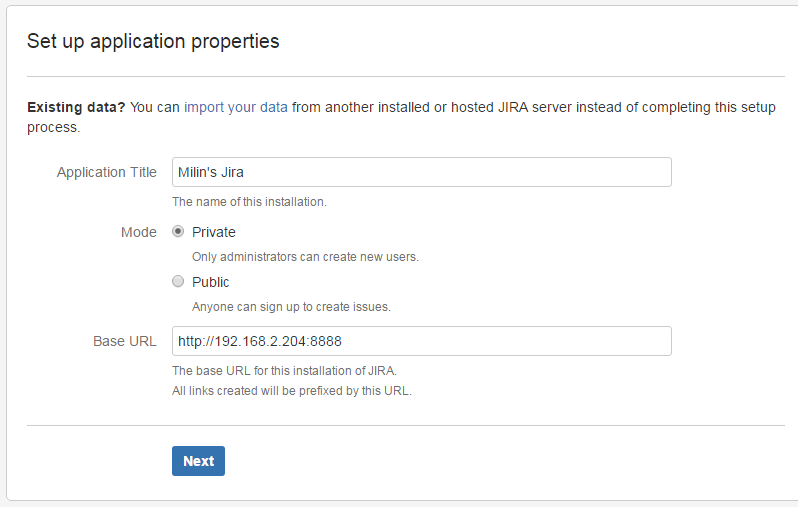 Set up application properties
Existing data? You can import your data from another installed or hosted JIRA server instead of completing this setup
process.
Application Title Milin's Jira
The name of this installation.
Mode Private
Only administrators can create new users.
Public
Anyone can sign up to create issues.
Base URL http://192.168.2.204:8888
The base URL for this installation of JIRA.
All links created will be prefixed by this URL.
Next